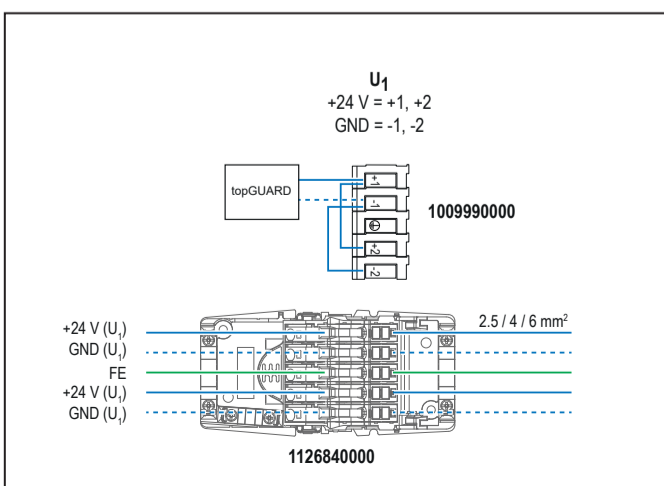 U₁
+24 V = +1, +2
GND = -1, -2
topGUARD
+1
-1
+2
-2
1009990000
+24 V (U₁)
GND (U₁)
FE
+24 V (U₁)
GND (U₁)
2.5 / 4 / 6 mm²
1126840000